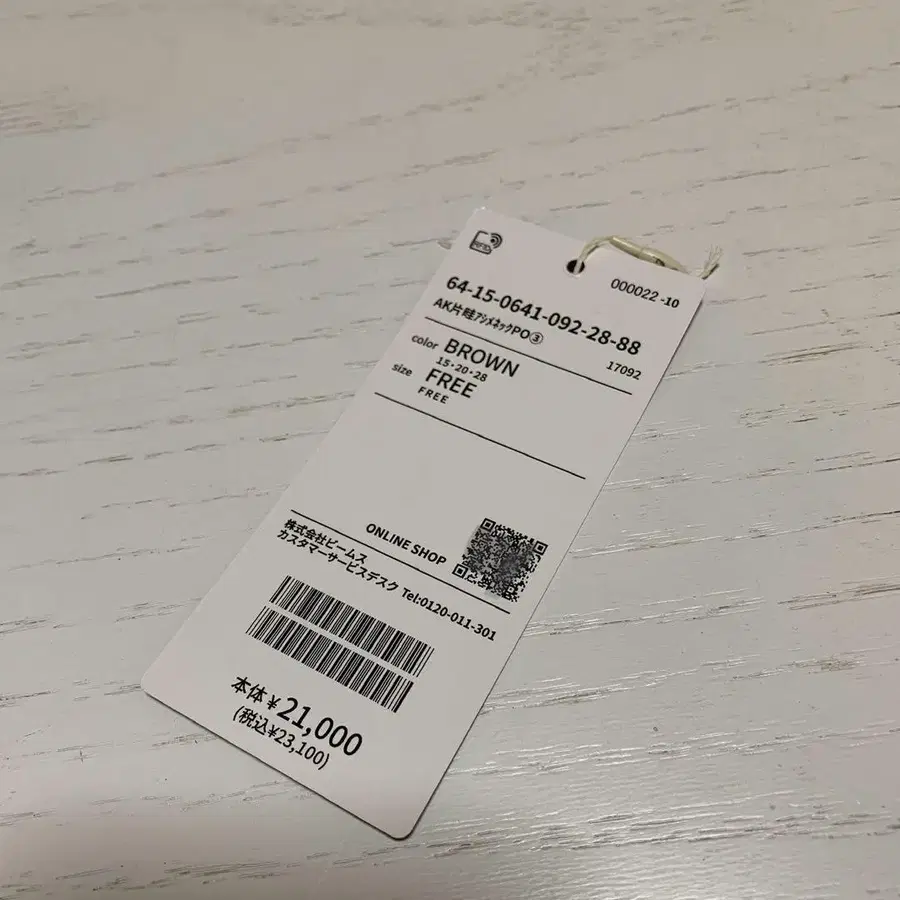 RFID
000022 -10
64-15-0641-092-28-88
AK片畦ｱｼﾒﾈｯｸPO③
17092
color BROWN
15・20・28
size FREE
FREE
ONLINE SHOP
株式会社ビームス
カスタマーサービスデスク Tel:0120-011-301
本体 ¥21,000
(税込¥23,100)